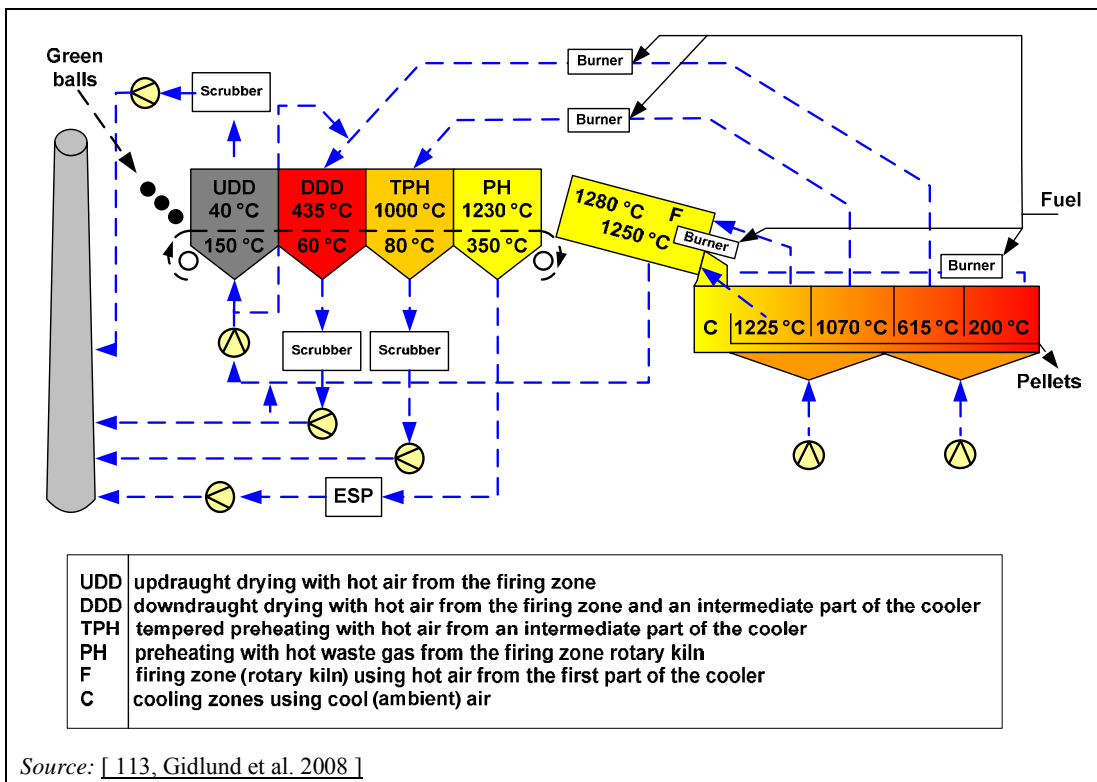 Green
balls
Scrubber
Burner
Burner
UDD
40 °C
150 °C
DDD
435 °C
60 °C
TPH
1000 °C
80 °C
PH
1230 °C
350 °C
1280 °C F
1250 °C
Burner
Fuel
Burner
C
1225 °C
1070 °C
615 °C
200 °C
Pellets
Scrubber
Scrubber
ESP
UDD updraught drying with hot air from the firing zone
DDD downdraught drying with hot air from the firing zone and an intermediate part of the cooler
TPH tempered preheating with hot air from an intermediate part of the cooler
PH preheating with hot waste gas from the firing zone rotary kiln
F firing zone (rotary kiln) using hot air from the first part of the cooler
C cooling zones using cool (ambient) air
Source: [ 113, Gidlund et al. 2008 ]